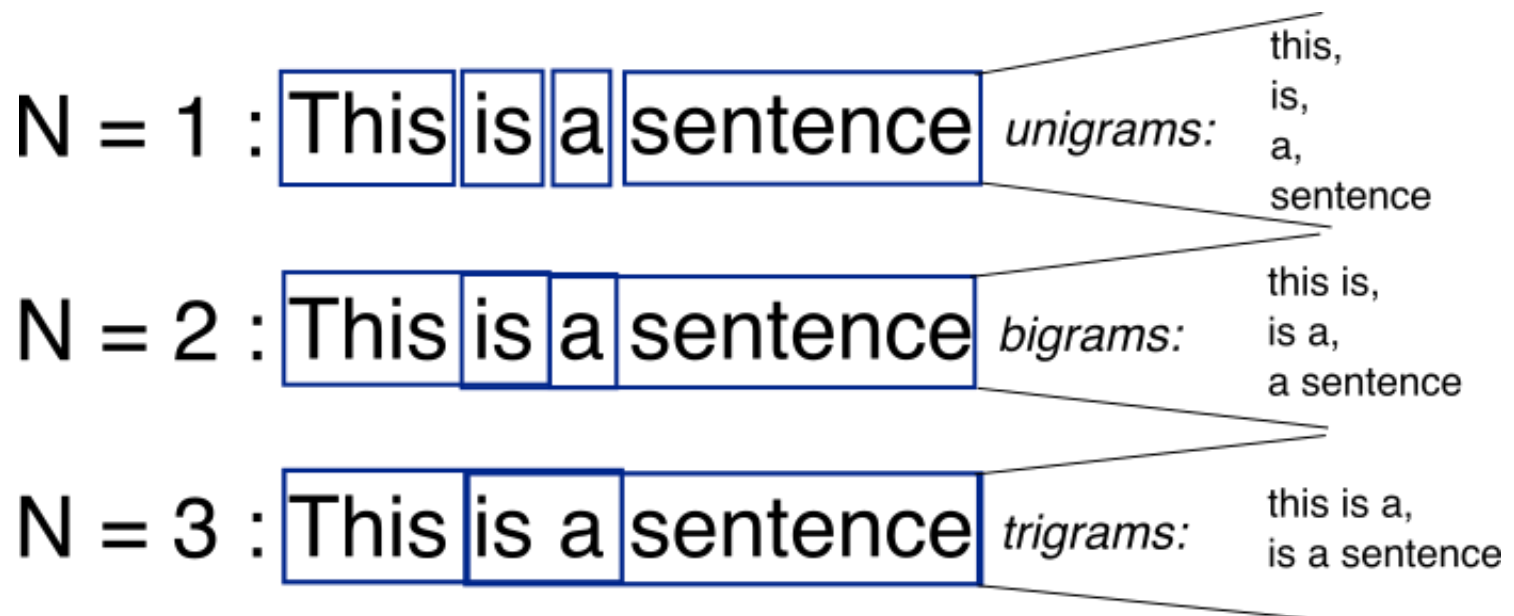 N = 1 : This is a sentence unigrams:
this,
is,
a,
sentence
N = 2 : This is a sentence bigrams:
this is,
is a,
a sentence
N = 3 : This is a sentence trigrams:
this is a,
is a sentence